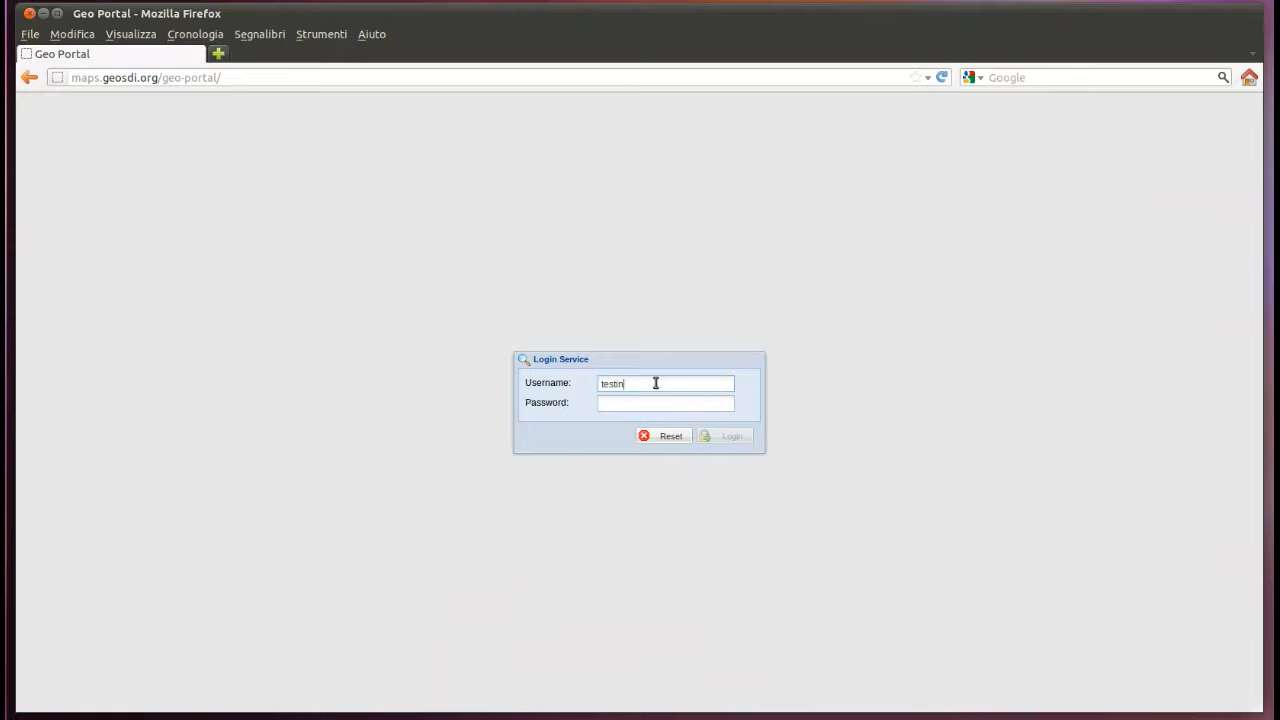 Geo Portal - Mozilla Firefox
File Modifica Visualizza Cronologia Segnalibri Strumenti Aiuto
Geo Portal
maps.geosdi.org/geo-portal/ Google
Login Service
Username: testin
Password:
Reset Login